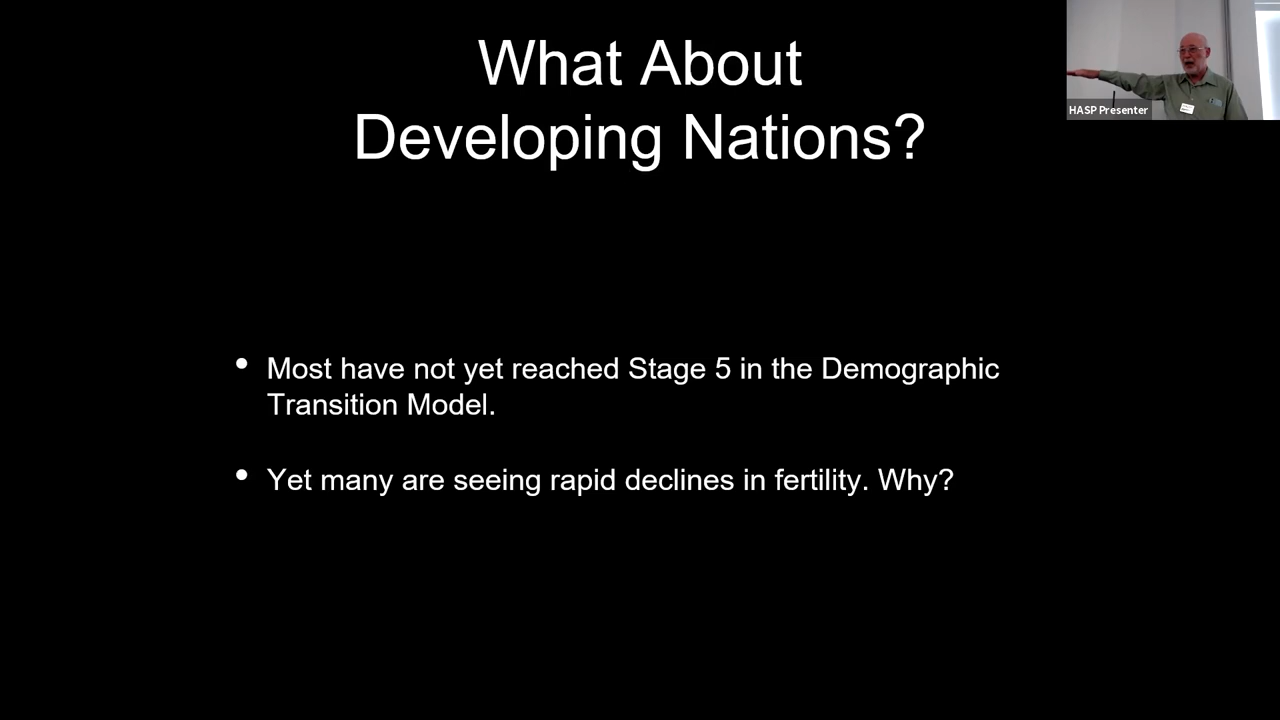 What About
Developing Nations?
HASP Presenter
• Most have not yet reached Stage 5 in the Demographic
Transition Model.
• Yet many are seeing rapid declines in fertility. Why?